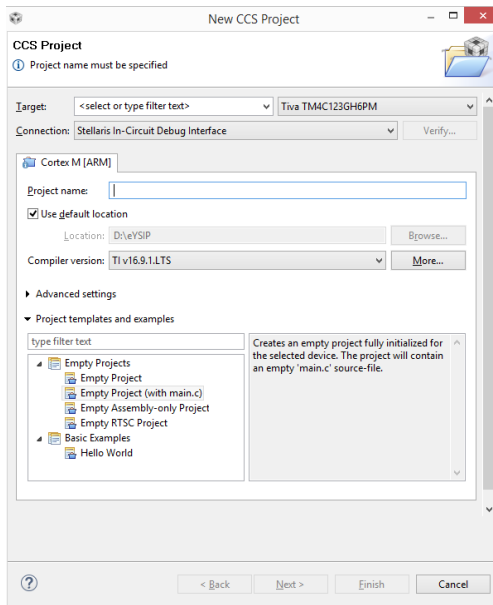 New CCS Project
CCS Project
Project name must be specified
Target: <select or type filter text> Tiva TM4C123GH6PM
Connection: Stellaris In-Circuit Debug Interface Verify...
Cortex M [ARM]
Project name:
Use default location
Location: D:\eYSIP Browse...
Compiler version: TI v16.9.1.LTS More...
Advanced settings
Project templates and examples
type filter text
Empty Projects
Empty Project
Empty Project (with main.c)
Empty Assembly-only Project
Empty RTSC Project
Basic Examples
Hello World
Creates an empty project fully initialized for
the selected device. The project will contain
an empty 'main.c' source-file.
< Back Next > Finish Cancel